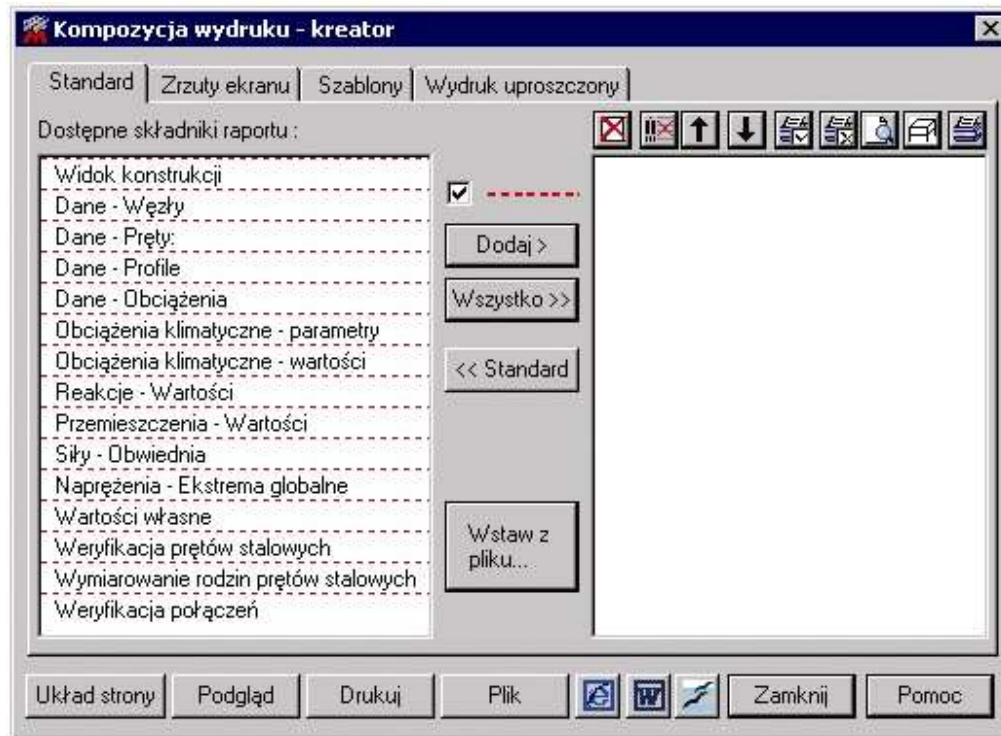 Kompozycja wydruku - kreator
Standard Zrzuty ekranu Szablony Wydruk uproszczony
Dostępne składniki raportu :
Widok konstrukcji
Dane - Węzły
Dane - Pręty:
Dane - Profile
Dane - Obciążenia
Obciążenia klimatyczne - parametry
Obciążenia klimatyczne - wartości
Reakcje - Wartości
Przemieszczenia - Wartości
Siły - Obwiednia
Naprężenia - Ekstrema globalne
Wartości własne
Weryfikacja prętów stalowych
Wymiarowanie rodzin prętów stalowych
Weryfikacja połączeń
Dodaj >
Wszystko >>
<< Standard
Wstaw z
pliku...
Układ strony Podgląd Drukuj Plik Zamknij Pomoc